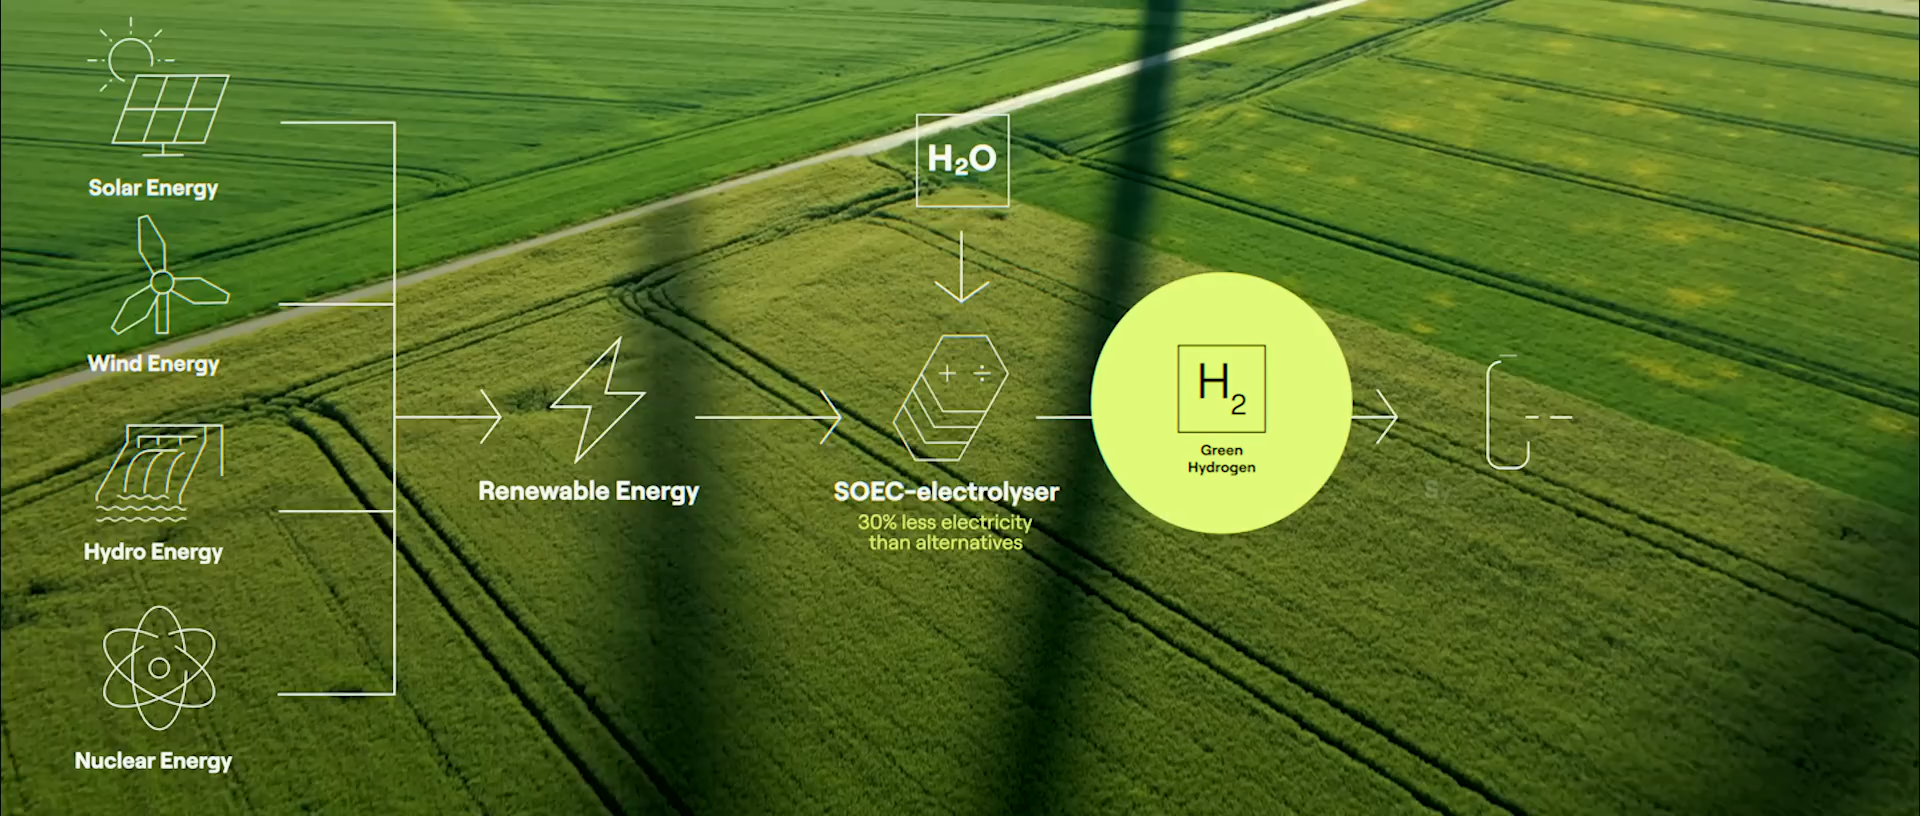 Solar Energy
Wind Energy
Hydro Energy
Nuclear Energy
Renewable Energy
H₂O
SOEC-electrolyser
30% less electricity
than alternatives
H₂
Green
Hydrogen